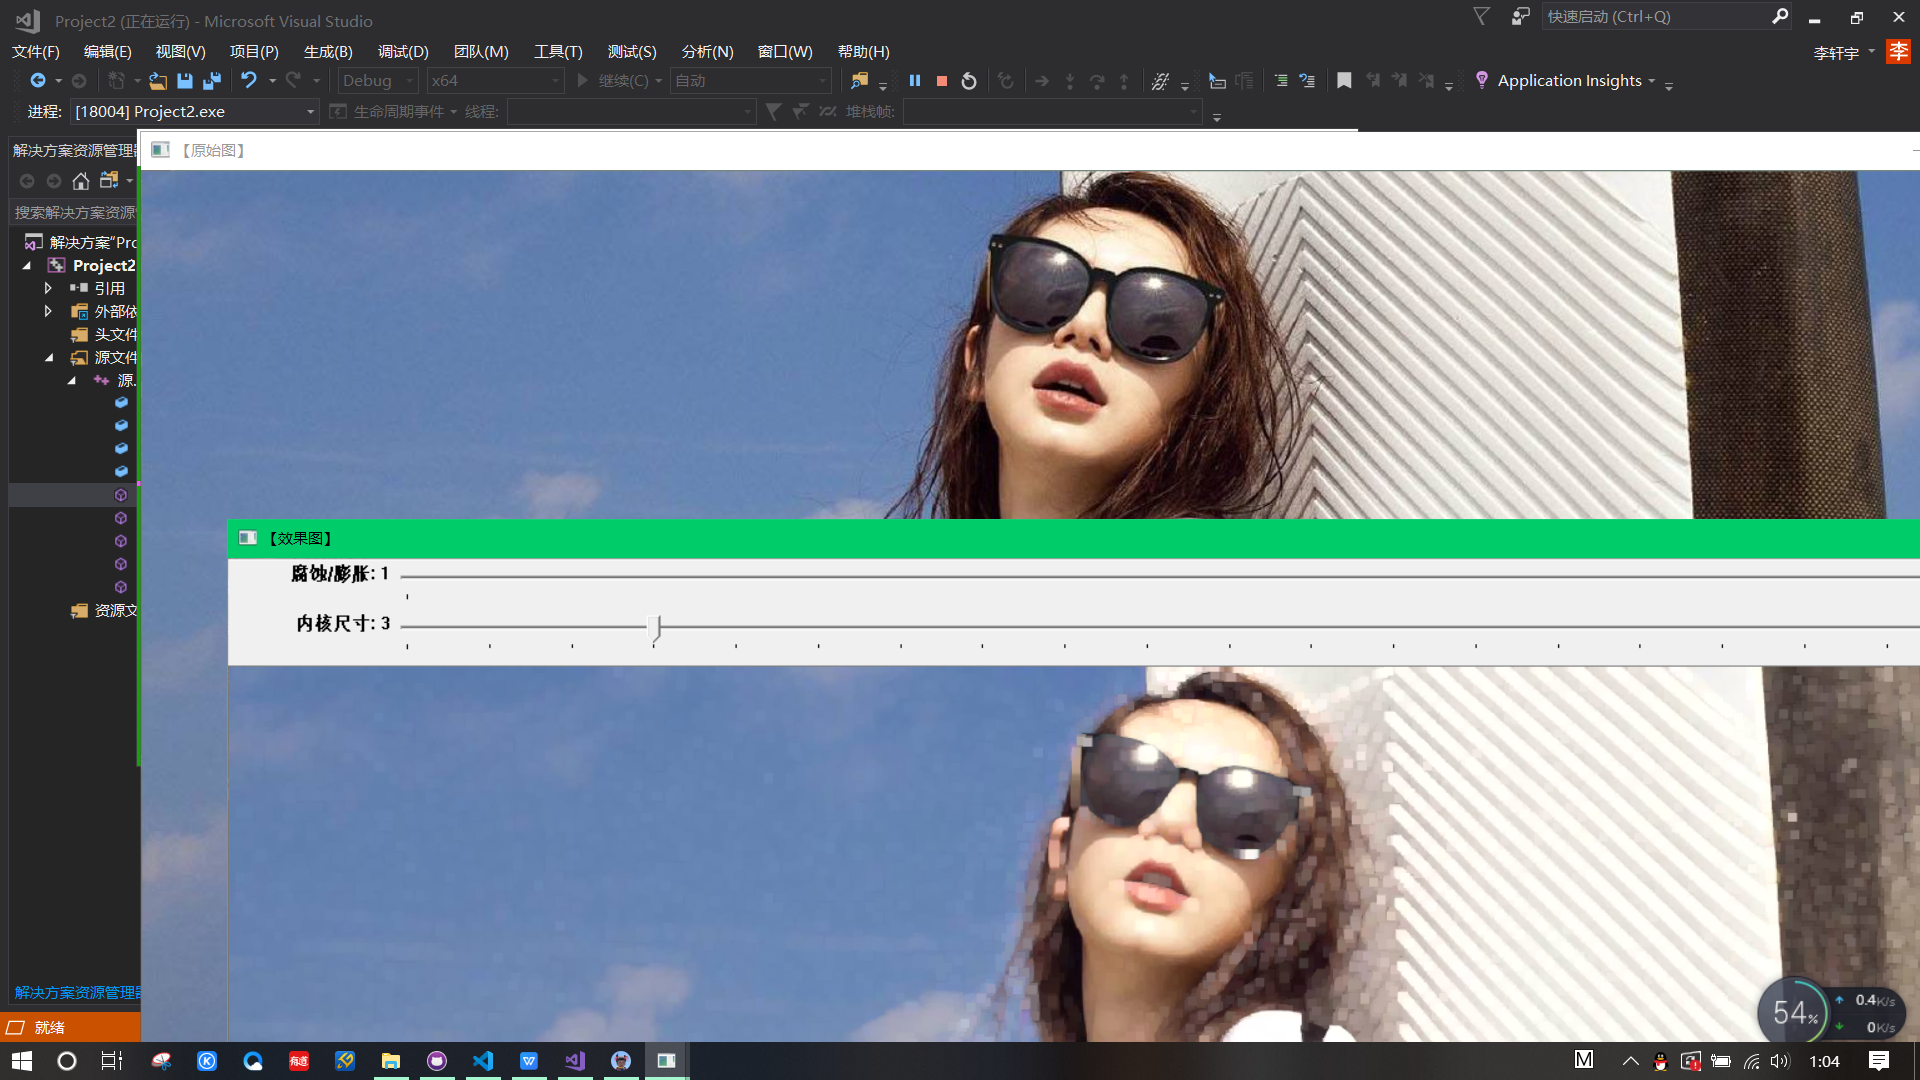 Project2 (正在运行) - Microsoft Visual Studio
快速启动 (Ctrl+Q)
文件(F) 编辑(E) 视图(V) 项目(P) 生成(B) 调试(D) 团队(M) 工具(T) 测试(S) 分析(N) 窗口(W) 帮助(H)
李轩宇 李
Debug x64 继续(C) 自动 Application Insights
进程: [18004] Project2.exe 生命周期事件 线程: 堆栈帧:
解决方案资源管理器
【原始图】
搜索解决方案资源
解决方案"Pro
Project2
引用
外部依
头文件
源文件
源.
资源文
【效果图】
腐蚀/膨胀: 1
内核尺寸: 3
解决方案资源管理器
就绪
54%
0.4K/s
0K/s
有道
W
M
1:04